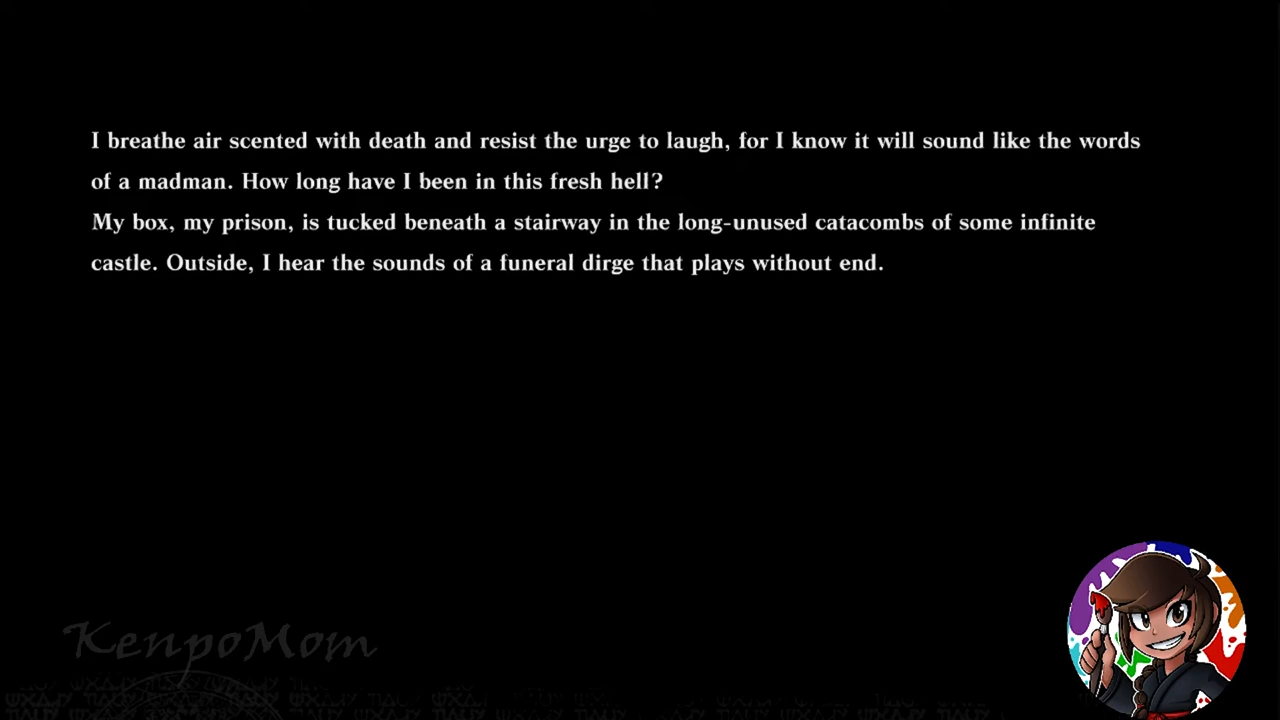 I breathe air scented with death and resist the urge to laugh, for I know it will sound like the words
of a madman. How long have I been in this fresh hell?
My box, my prison, is tucked beneath a stairway in the long-unused catacombs of some infinite
castle. Outside, I hear the sounds of a funeral dirge that plays without end.
KenpoMom